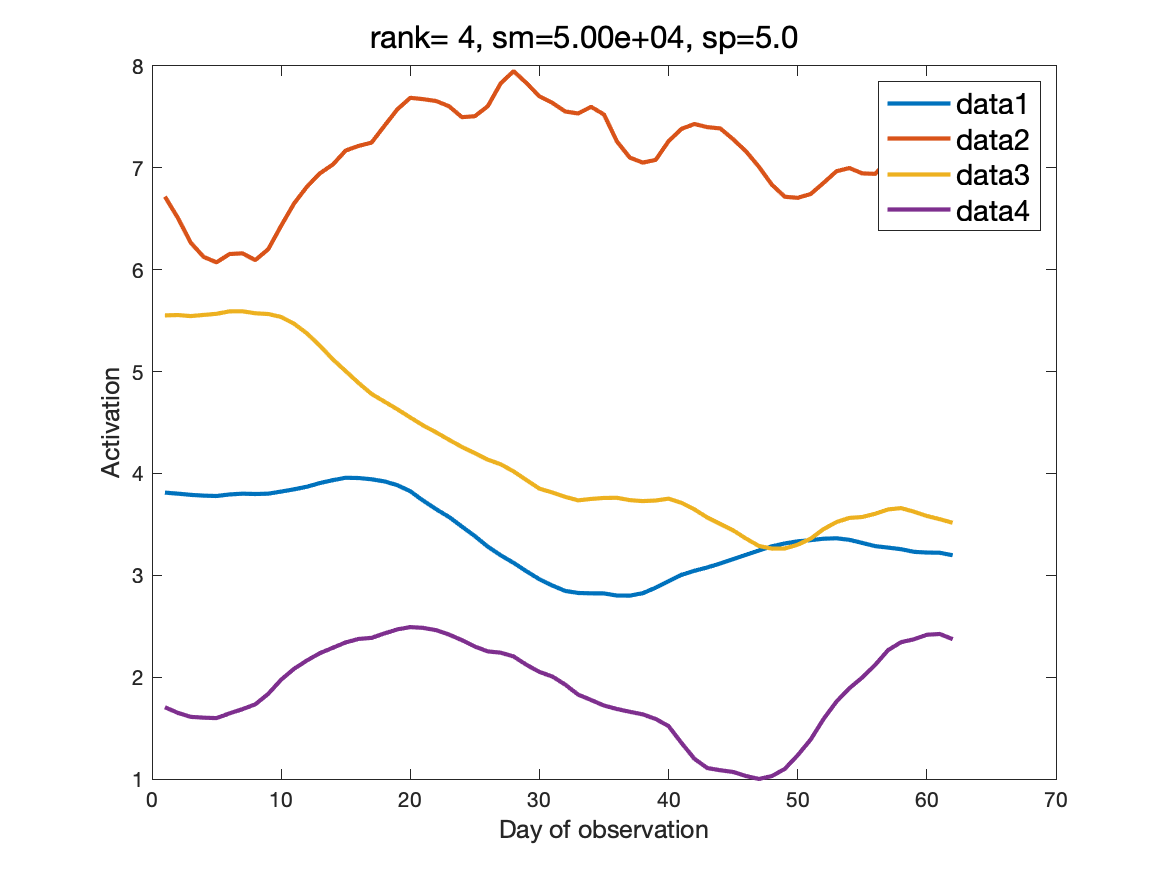 rank= 4, sm=5.00e+04, sp=5.0
8
7
6
5
4
3
2
1
Activation
data1
data2
data3
data4
0 10 20 30 40 50 60 70
Day of observation